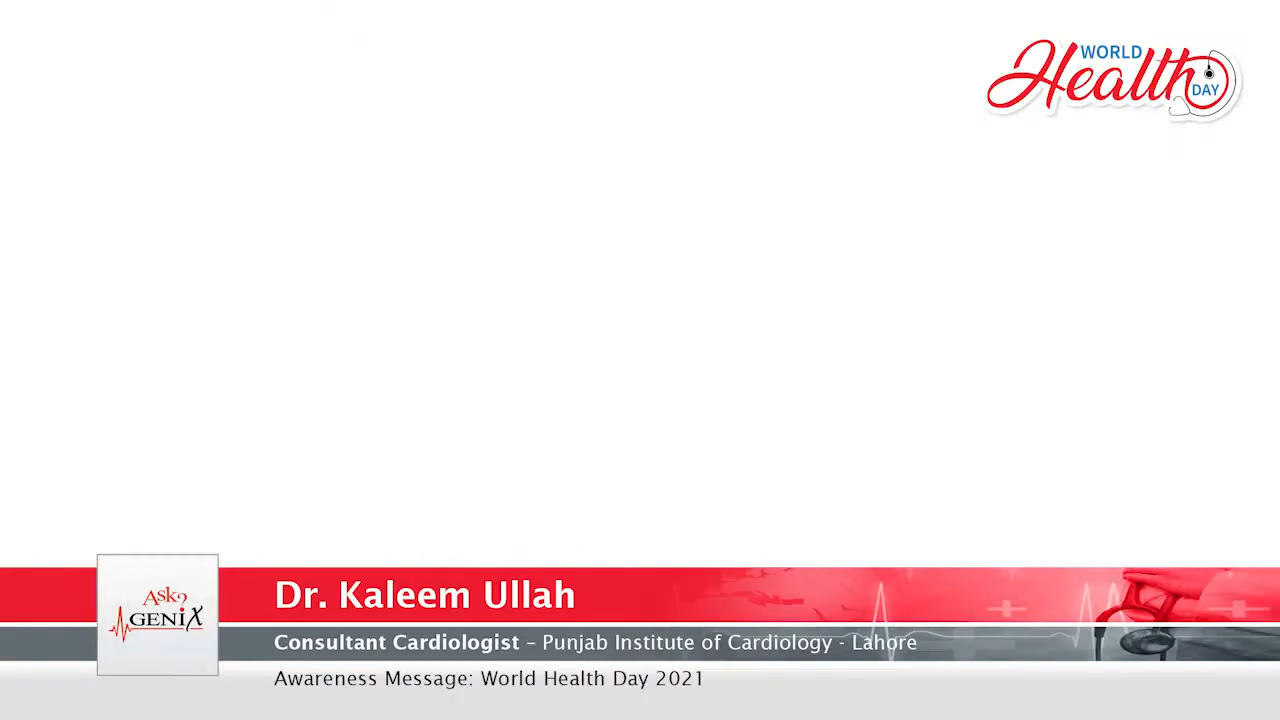 WORLD
Health
DAY
Ask?
GENIX
Dr. Kaleem Ullah
Consultant Cardiologist – Punjab Institute of Cardiology - Lahore
Awareness Message: World Health Day 2021